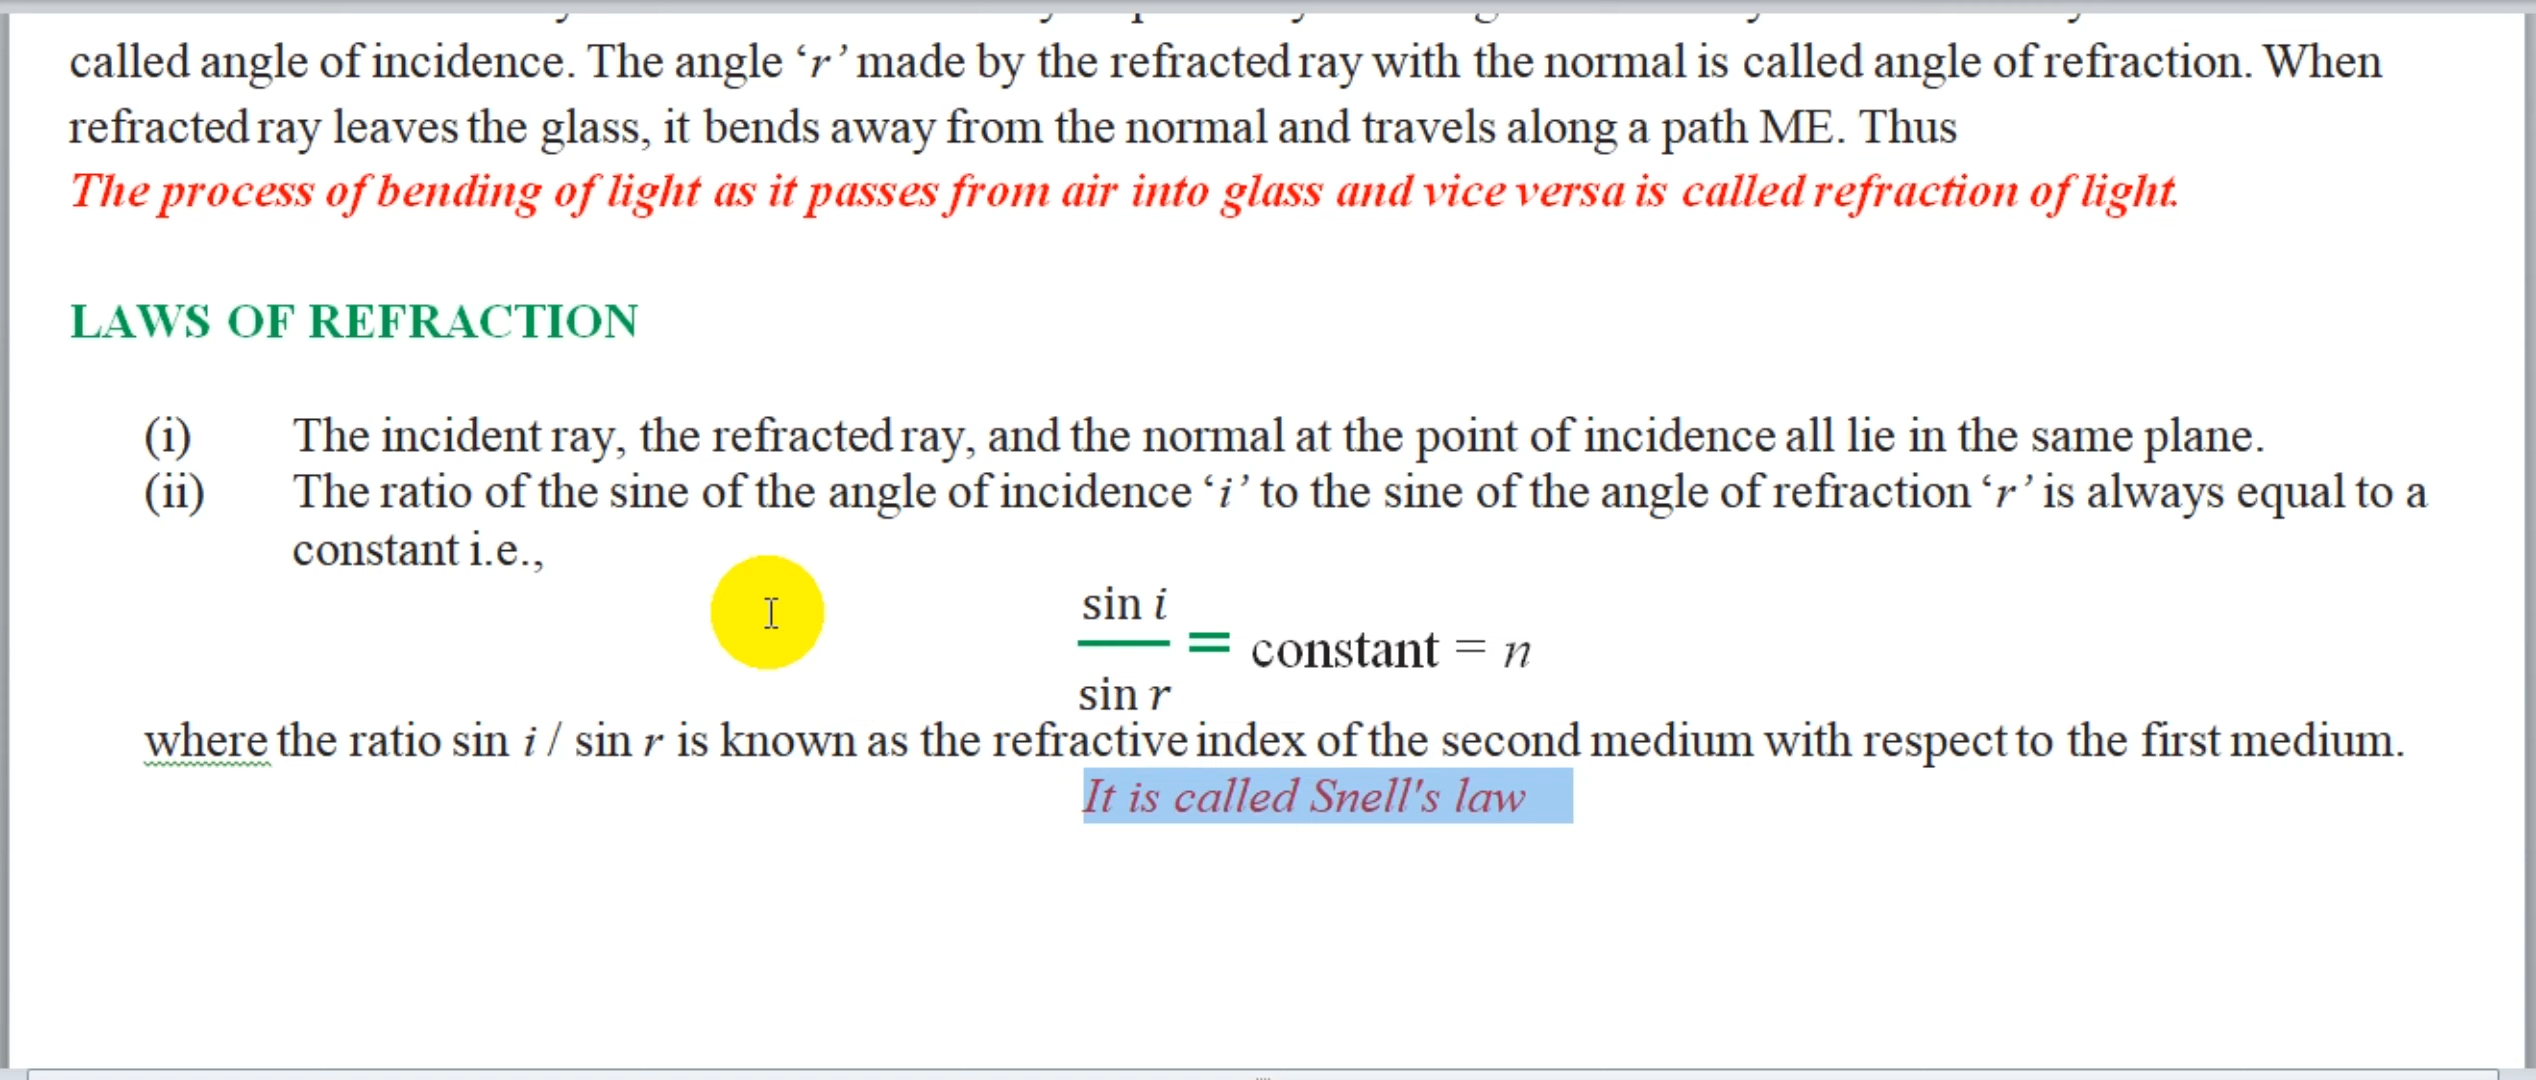 called angle of incidence. The angle ‘r’ made by the refracted ray with the normal is called angle of refraction. When
refracted ray leaves the glass, it bends away from the normal and travels along a path ME. Thus
The process of bending of light as it passes from air into glass and vice versa is called refraction of light.
LAWS OF REFRACTION
(i) The incident ray, the refracted ray, and the normal at the point of incidence all lie in the same plane.
(ii) The ratio of the sine of the angle of incidence ‘i’ to the sine of the angle of refraction ‘r’ is always equal to a
constant i.e.,
sin i
= constant = n
sin r
where the ratio sin i / sin r is known as the refractive index of the second medium with respect to the first medium.
It is called Snell's law